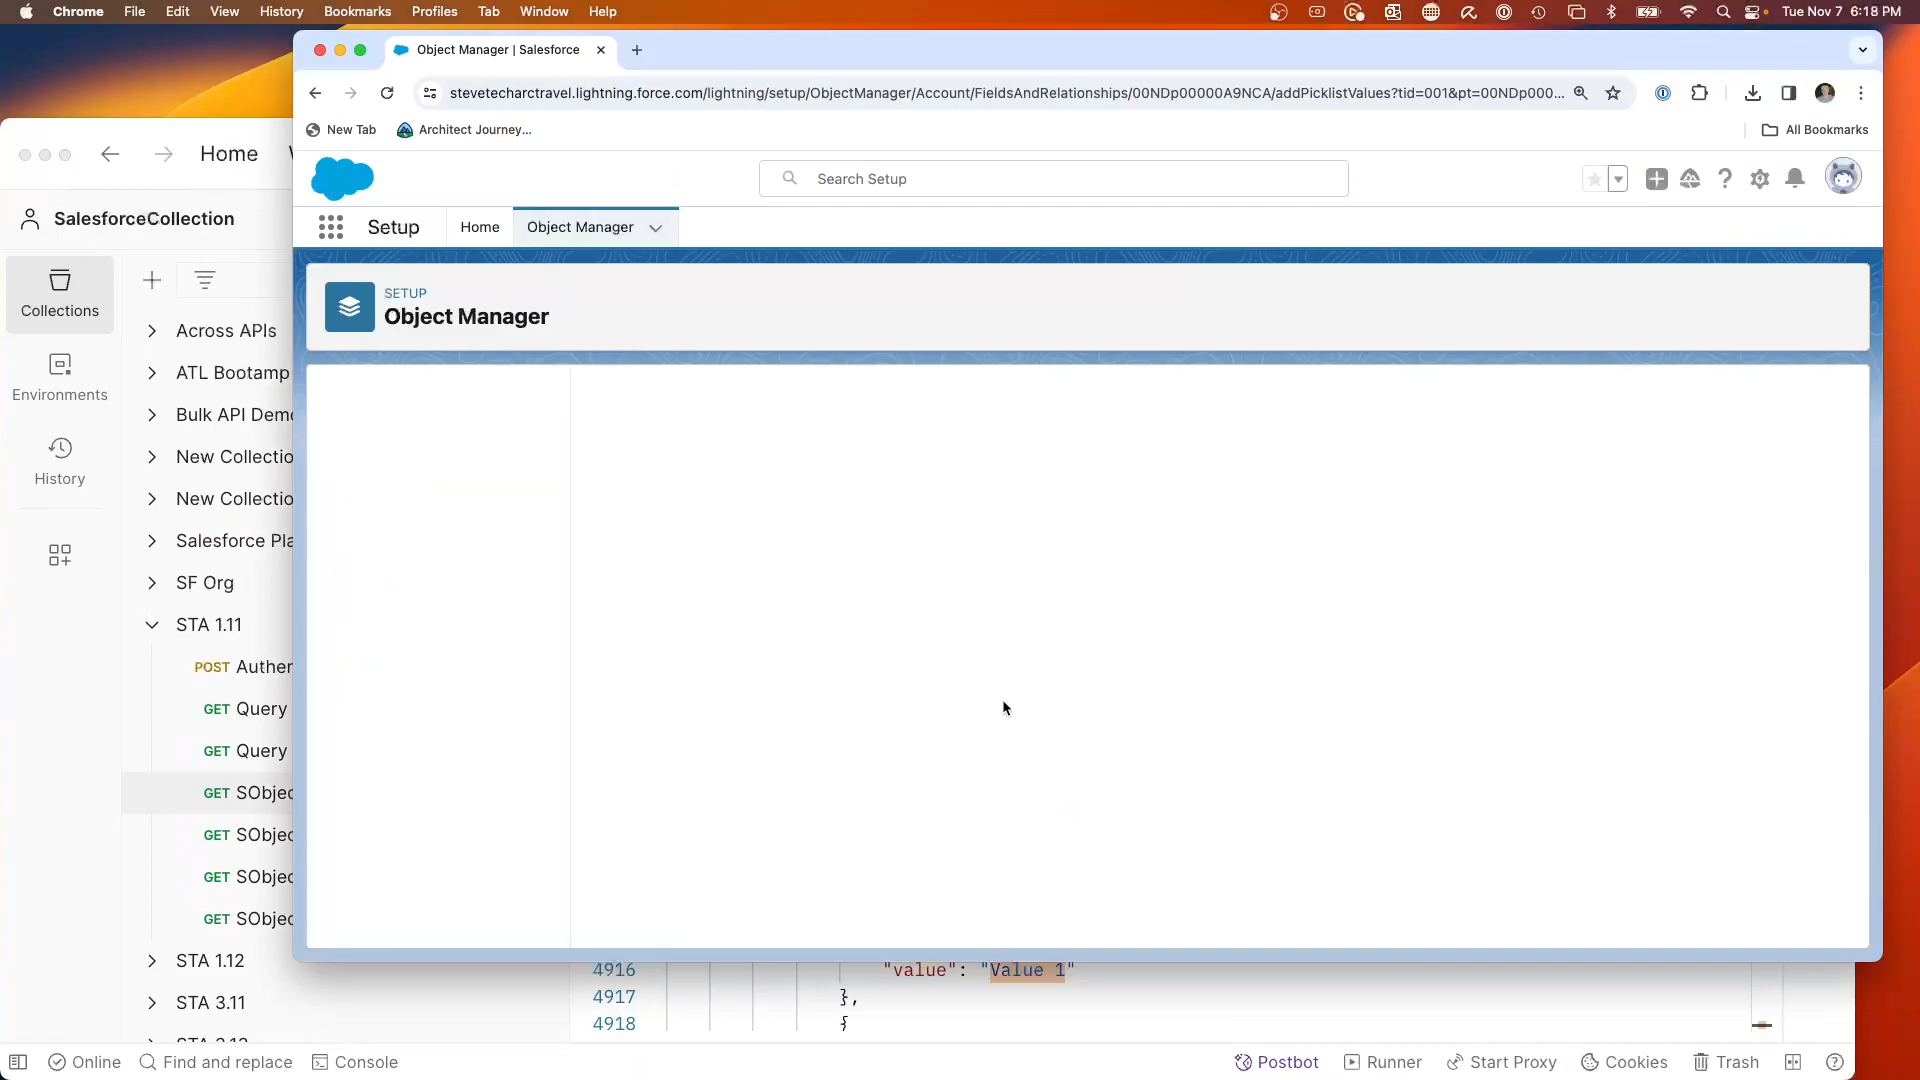 Chrome File Edit View History Bookmarks Profiles Tab Window Help Tue Nov 7 6:18 PM
Object Manager | Salesforce
stevetecharctravel.lightning.force.com/lightning/setup/ObjectManager/Account/FieldsAndRelationships/00NDp00000A9NCA/addPicklistValues?tid=001&pt=00NDp000...
New Tab Architect Journey... All Bookmarks
Home
Search Setup
SalesforceCollection
Setup Home Object Manager
Collections
SETUP
Object Manager
Across APIs
Environments
ATL Bootamp
Bulk API Demo
History
New Collectio
New Collectio
Salesforce Pla
SF Org
STA 1.11
POST Auther
GET Query
GET Query
GET SObjec
GET SObjec
GET SObjec
GET SObjec
STA 1.12
4916 "value": "Value 1"
STA 3.11
4917 },
4918 {
Online Find and replace Console Postbot Runner Start Proxy Cookies Trash